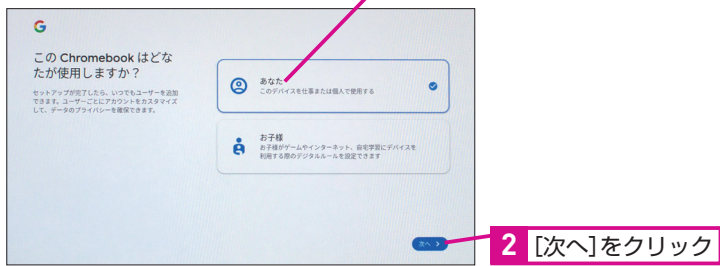 G
この Chromebook はどな
たが使用しますか？
セットアップが完了したら、いつでもユーザーを追加
できます。ユーザーごとにアカウントをカスタマイズ
して、データのプライバシーを確保できます。
あなた
このデバイスを仕事または個人で使用する
お子様
お子様がゲームやインターネット、自宅学習にデバイスを
利用する際のデジタルルールを設定できます
次へ
2 [次へ]をクリック